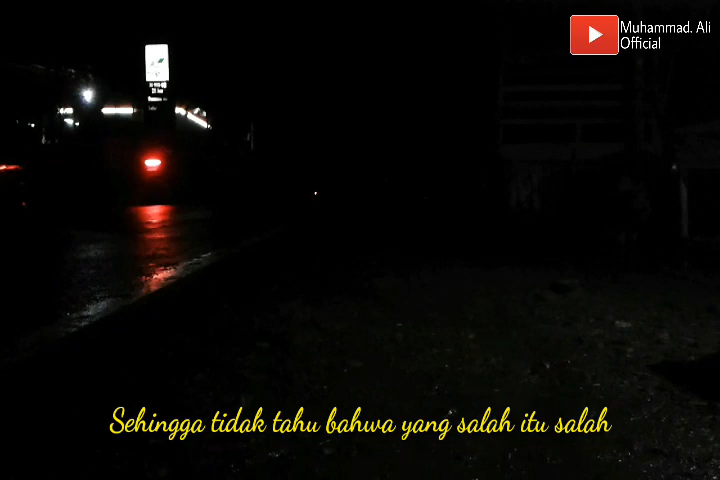 Muhammad. Ali
Official
Sehingga tidak tahu bahwa yang salah itu salah